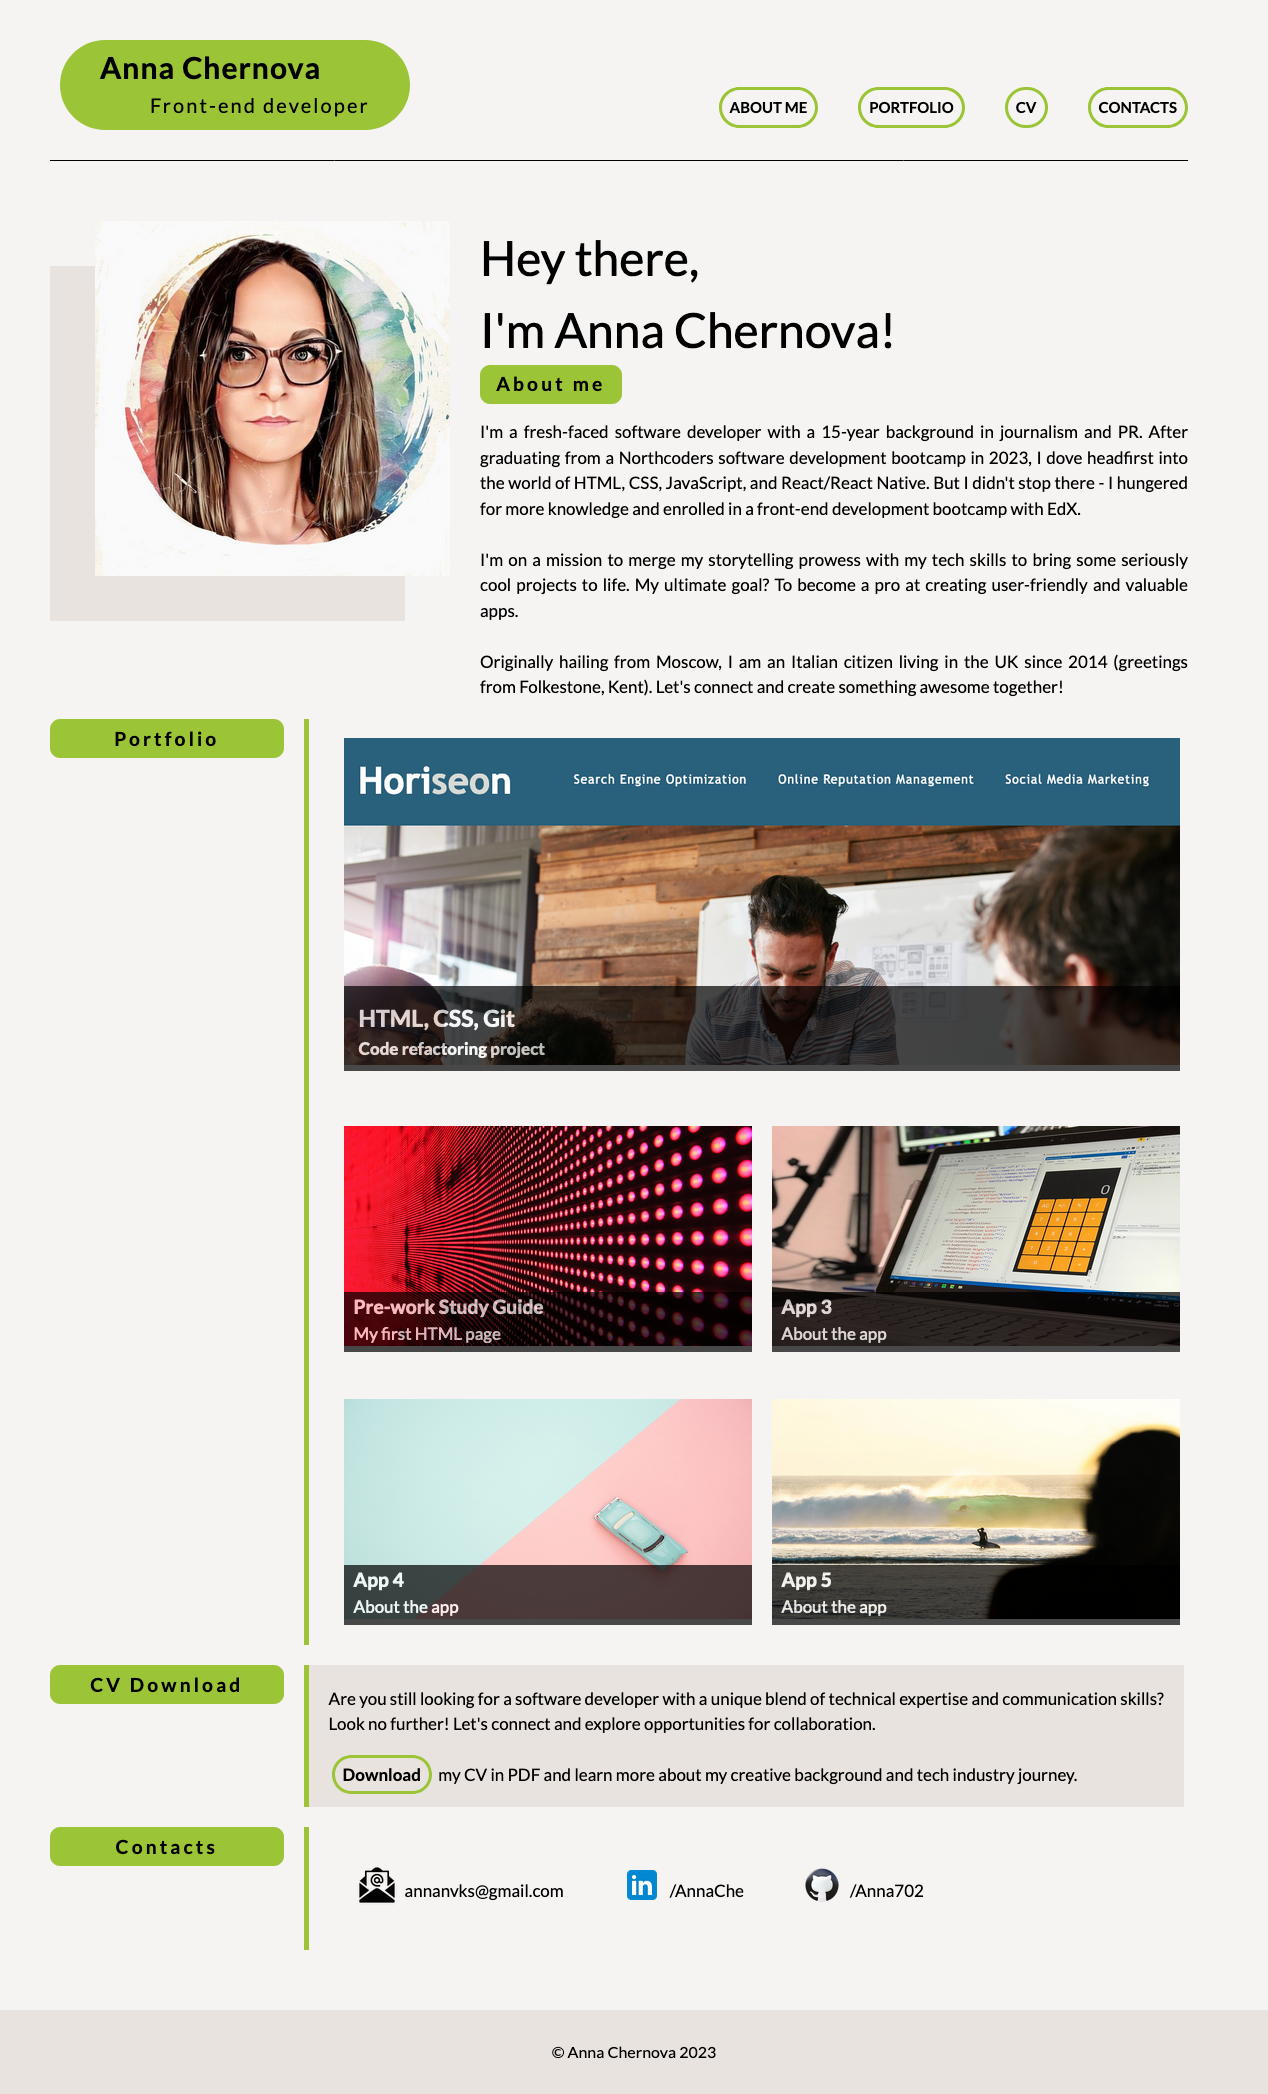 Anna Chernova
Front-end developer
ABOUT ME
PORTFOLIO
CV
CONTACTS
Hey there,
I'm Anna Chernova!
About me
I'm a fresh-faced software developer with a 15-year background in journalism and PR. After
graduating from a Northcoders software development bootcamp in 2023, I dove headfirst into
the world of HTML, CSS, JavaScript, and React/React Native. But I didn't stop there - I hungered
for more knowledge and enrolled in a front-end development bootcamp with EdX.
I'm on a mission to merge my storytelling prowess with my tech skills to bring some seriously
cool projects to life. My ultimate goal? To become a pro at creating user-friendly and valuable
apps.
Originally hailing from Moscow, I am an Italian citizen living in the UK since 2014 (greetings
from Folkestone, Kent). Let's connect and create something awesome together!
Portfolio
Horiseon
Search Engine Optimization
Online Reputation Management
Social Media Marketing
HTML, CSS, Git
Code refactoring project
Pre-work Study Guide
My first HTML page
App 3
About the app
App 4
About the app
App 5
About the app
CV Download
Are you still looking for a software developer with a unique blend of technical expertise and communication skills?
Look no further! Let's connect and explore opportunities for collaboration.
Download my CV in PDF and learn more about my creative background and tech industry journey.
Contacts
annanvks@gmail.com
in /AnnaChe
/Anna702
© Anna Chernova 2023